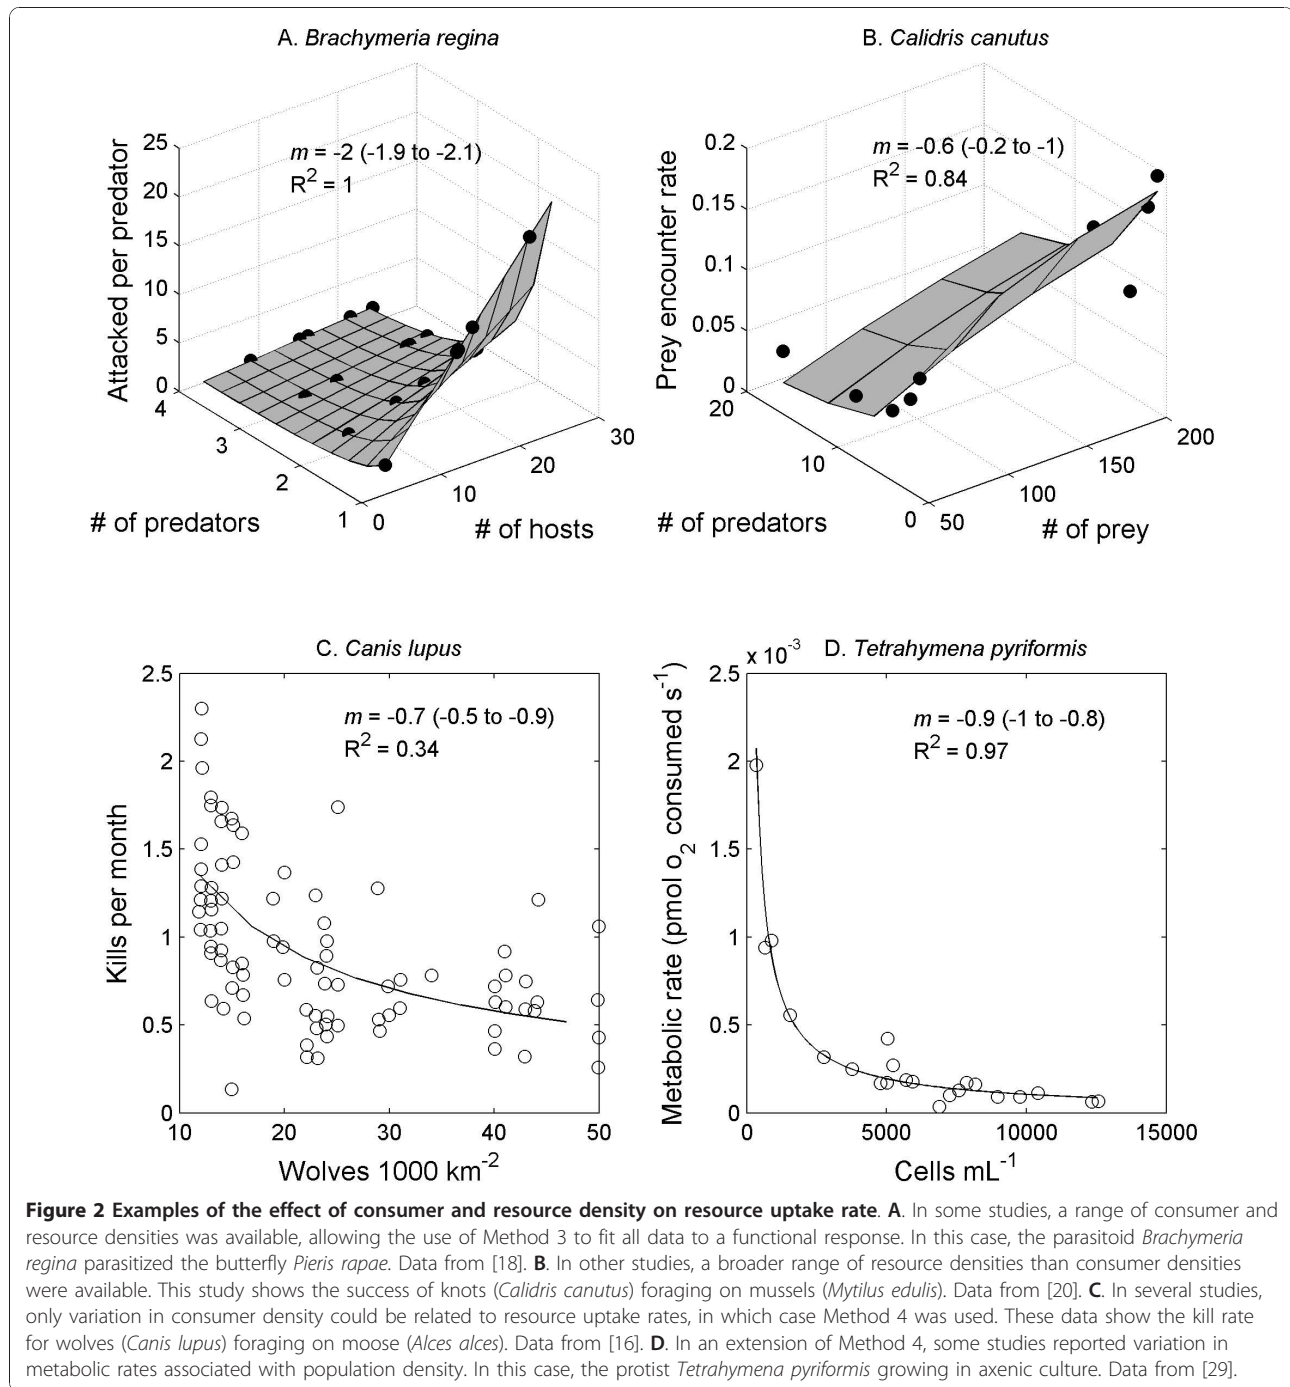 A. Brachymeria regina
m = -2 (-1.9 to -2.1)
R² = 1
Attacked per predator
25
20
15
10
5
0
4
3
2
1
# of predators
0
10
20
30
# of hosts
B. Calidris canutus
m = -0.6 (-0.2 to -1)
R² = 0.84
Prey encounter rate
0.2
0.15
0.1
0.05
0
20
10
0
# of predators
50
100
150
200
# of prey
C. Canis lupus
m = -0.7 (-0.5 to -0.9)
R² = 0.34
Kills per month
2.5
2
1.5
1
0.5
0
10
20
30
40
50
Wolves 1000 km⁻²
x 10⁻³
D. Tetrahymena pyriformis
m = -0.9 (-1 to -0.8)
R² = 0.97
Metabolic rate (pmol o₂ consumed s⁻¹)
2.5
2
1.5
1
0.5
0
0
5000
10000
15000
Cells mL⁻¹
Figure 2 Examples of the effect of consumer and resource density on resource uptake rate. A. In some studies, a range of consumer and
resource densities was available, allowing the use of Method 3 to fit all data to a functional response. In this case, the parasitoid Brachymeria
regina parasitized the butterfly Pieris rapae. Data from [18]. B. In other studies, a broader range of resource densities than consumer densities
were available. This study shows the success of knots (Calidris canutus) foraging on mussels (Mytilus edulis). Data from [20]. C. In several studies,
only variation in consumer density could be related to resource uptake rates, in which case Method 4 was used. These data show the kill rate
for wolves (Canis lupus) foraging on moose (Alces alces). Data from [16]. D. In an extension of Method 4, some studies reported variation in
metabolic rates associated with population density. In this case, the protist Tetrahymena pyriformis growing in axenic culture. Data from [29].